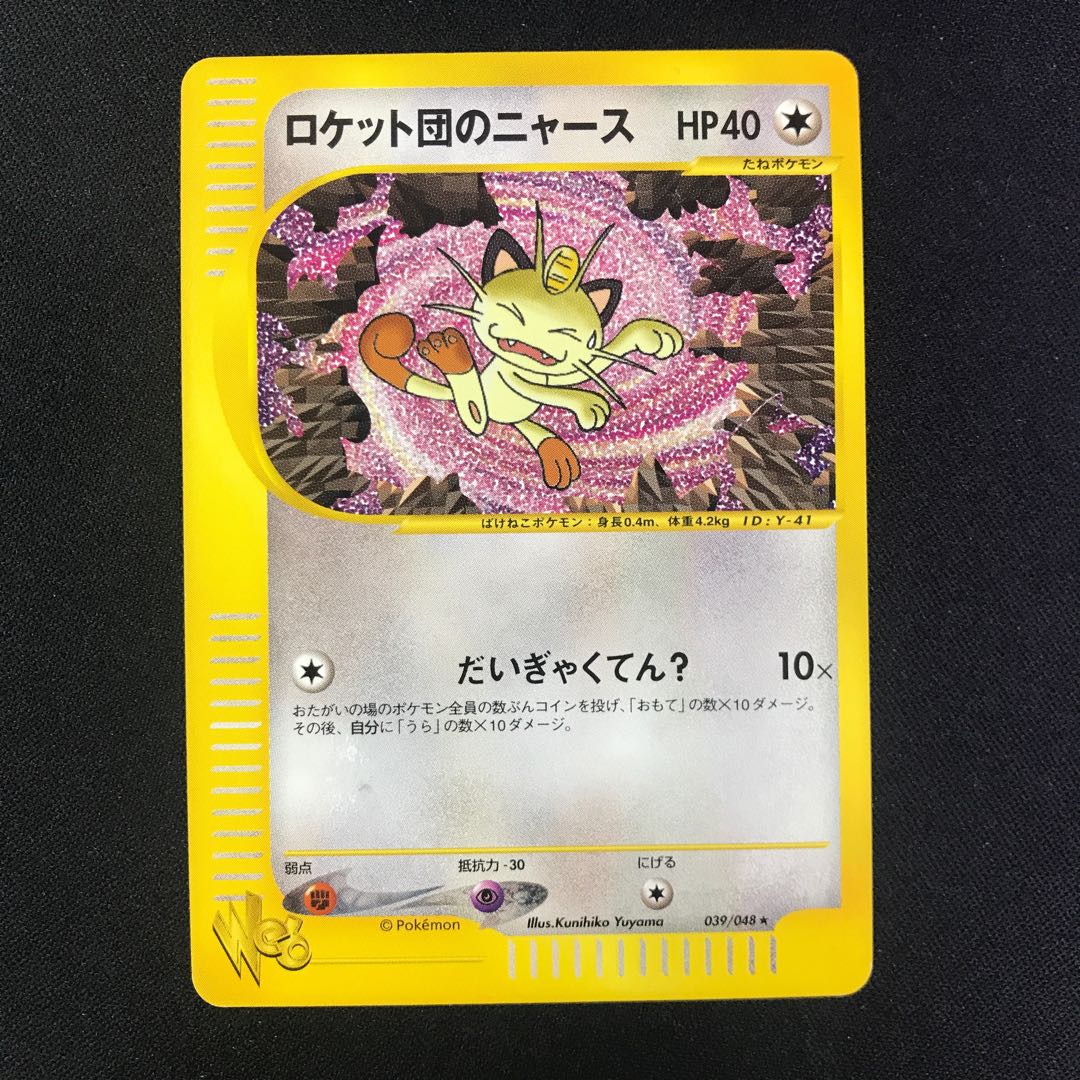 ロケット団のニャース HP40
たねポケモン
ばけねこポケモン：身長0.4m、体重4.2kg ID:Y-41
だいぎゃくてん？ 10×
おたがいの場のポケモン全員の数ぶんコインを投げ、「おもて」の数×10ダメージ。
その後、自分に「うら」の数×10ダメージ。
弱点 抵抗力-30 にげる
Web
©Pokémon Illus.Kunihiko Yuyama 039/048★